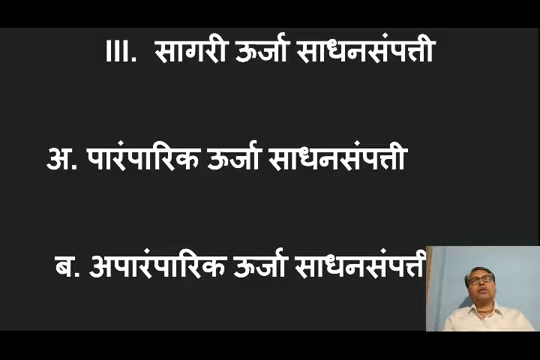 III. सागरी ऊर्जा साधनसंपत्ती
अ. पारंपारिक ऊर्जा साधनसंपत्ती
ब. अपारंपारिक ऊर्जा साधनसंपत्ती